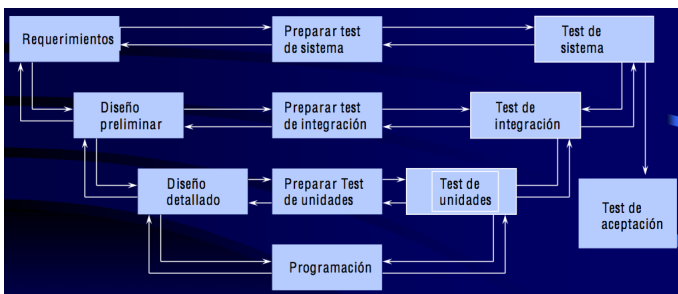 Requerimientos
Preparar test
de sistema
Test de
sistema
Diseño
preliminar
Preparar test
de integración
Test de
integración
Diseño
detallado
Preparar Test
de unidades
Test de
unidades
Test de
aceptación
Programación